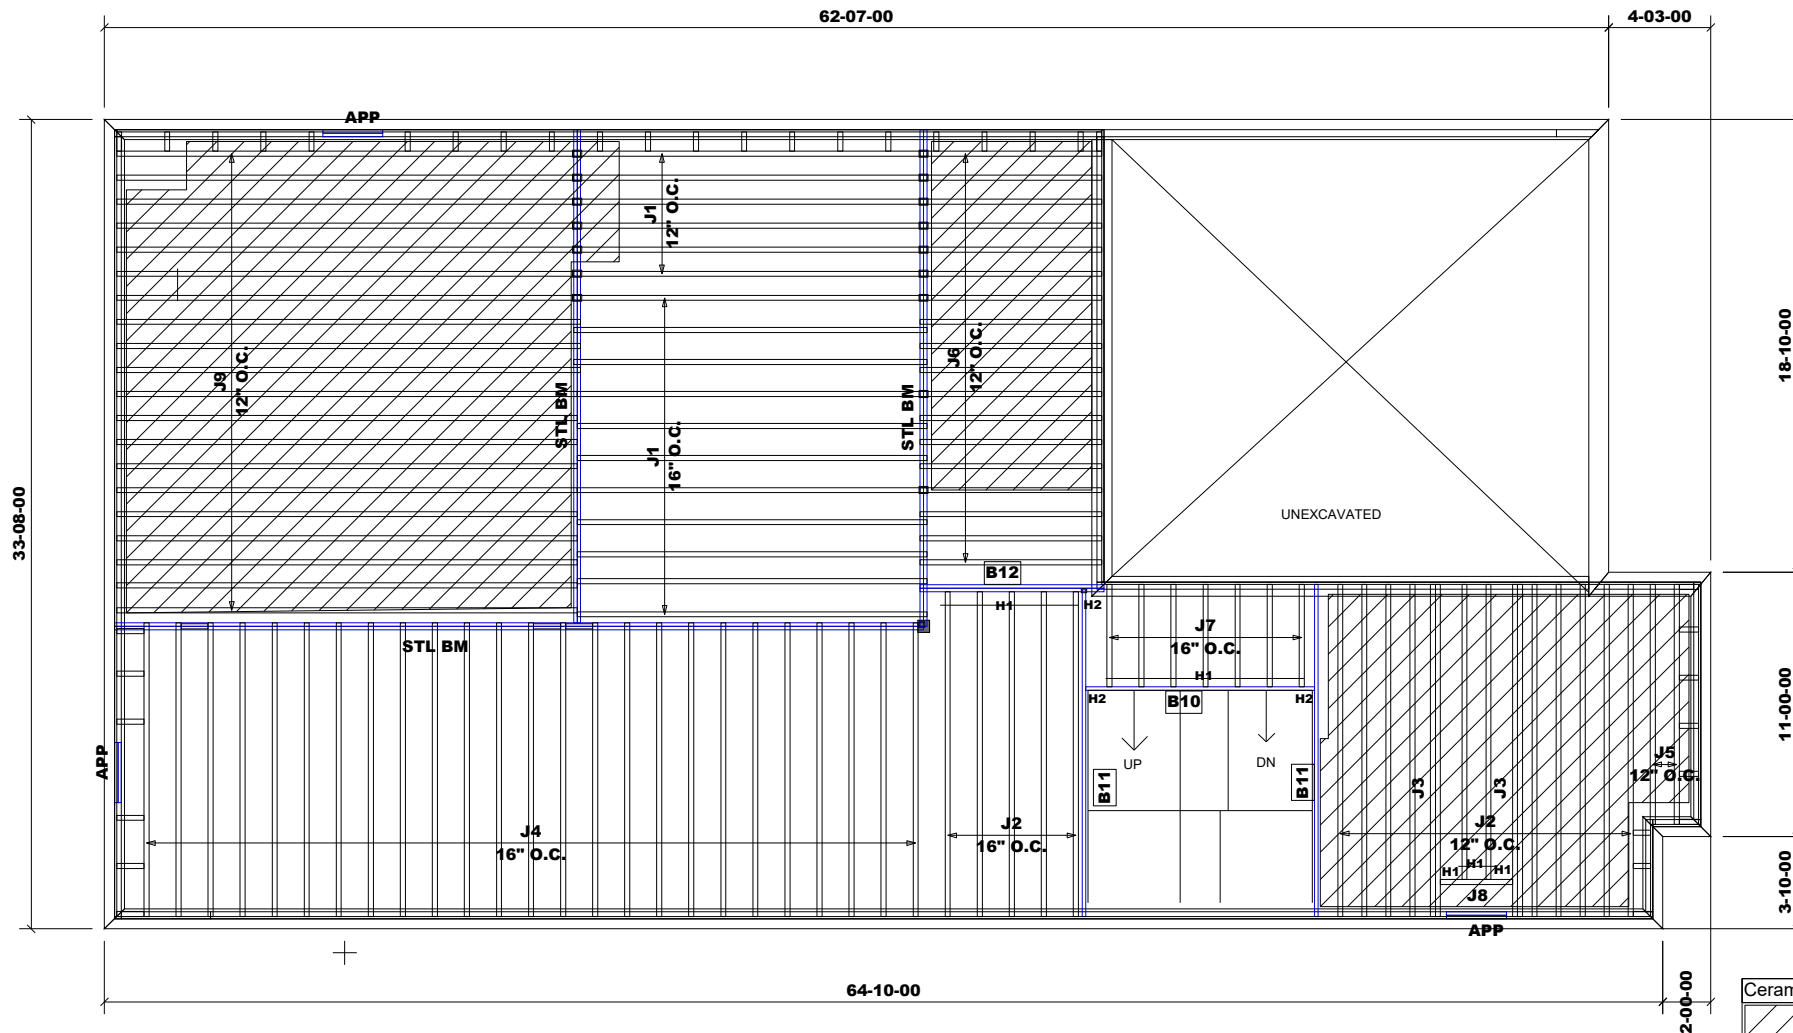 62-07-00
4-03-00
APP
J1
12" O.C.
18-10-00
J9
12" O.C.
J6
12" O.C.
STL BM
STL BM
J1
16" O.C.
33-08-00
UNEXCAVATED
B12
H1
H2
STL BM
J7
16" O.C.
H1
H2
B10
H2
11-00-00
APP
UP
DN
J5
12" O.C.
B11
B11
J3
J3
J4
16" O.C.
J2
16" O.C.
J2
12" O.C.
H1
H1
H1
J8
3-10-00
APP
64-10-00
2-00-00
Ceram